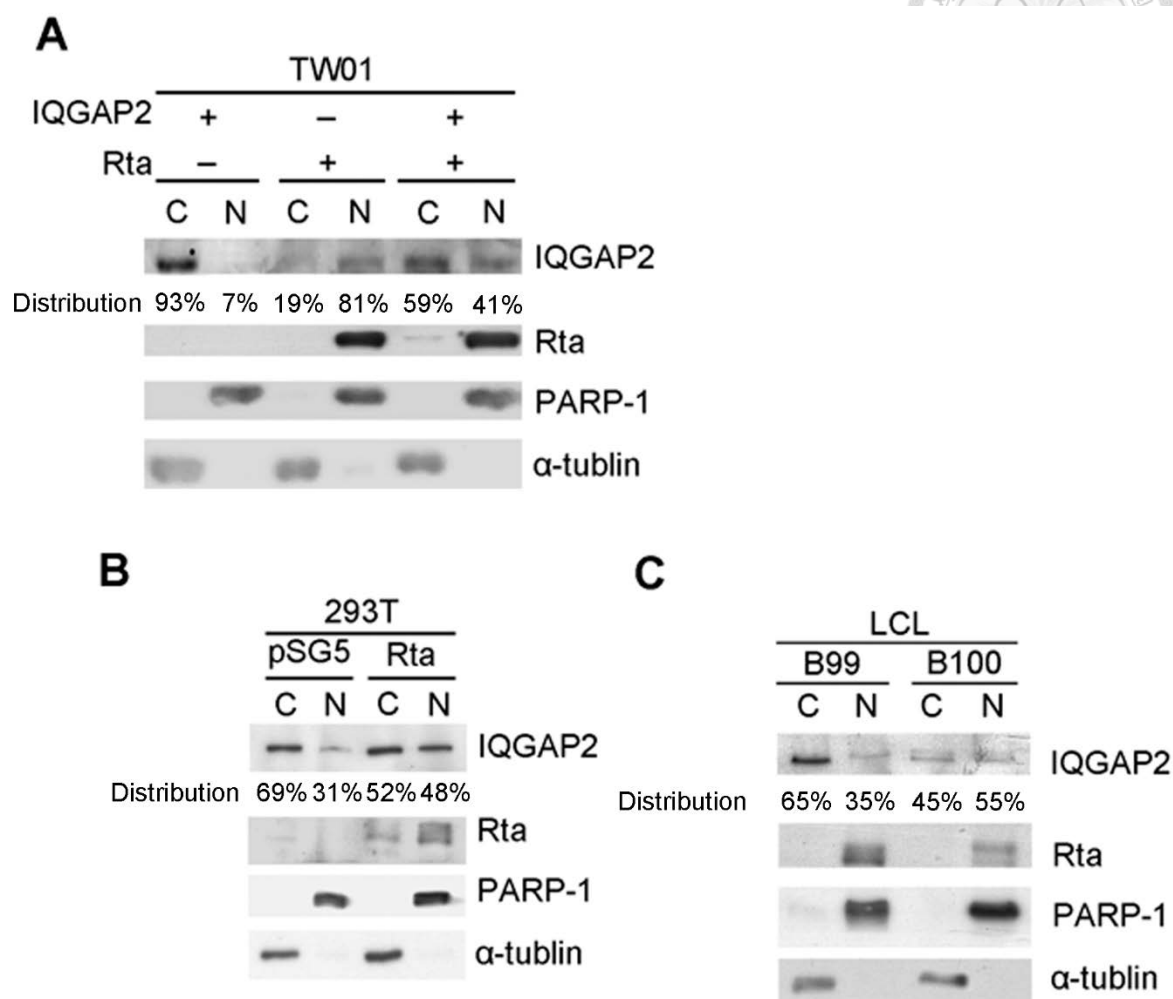 A
TW01
IQGAP2 + – +
Rta – + +
C N C N C N
IQGAP2
Distribution 93% 7% 19% 81% 59% 41%
Rta
PARP-1
α-tublin
B
293T
pSG5 Rta
C N C N
IQGAP2
Distribution 69% 31% 52% 48%
Rta
PARP-1
α-tublin
C
LCL
B99 B100
C N C N
IQGAP2
Distribution 65% 35% 45% 55%
Rta
PARP-1
α-tublin